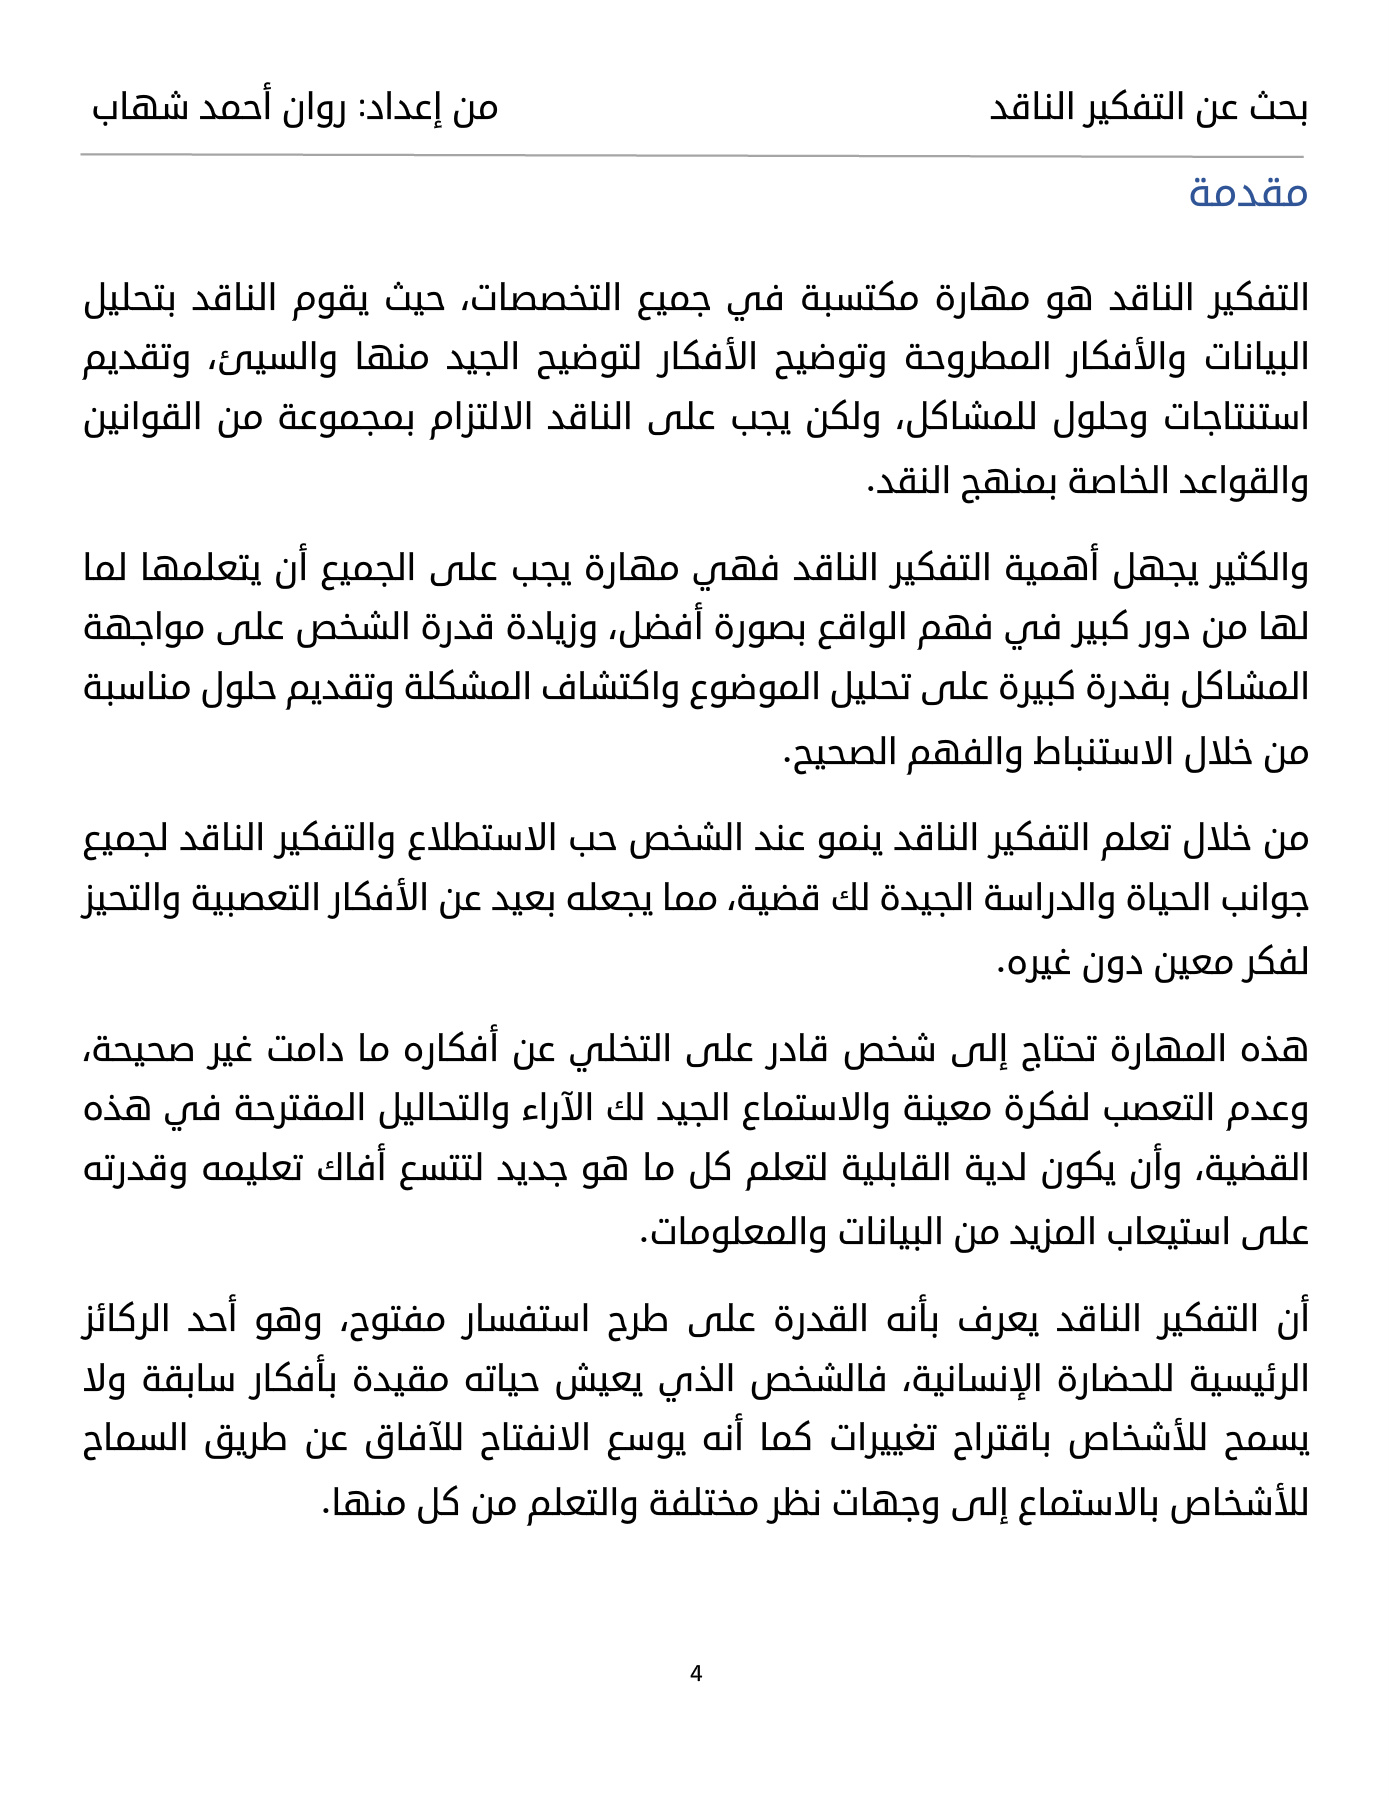 بحث عن التفكير الناقد من إعداد: روان أحمد شهاب
مقدمة
التفكير الناقد هو مهارة مكتسبة في جميع التخصصات، حيث يقوم الناقد بتحليل
البيانات والأفكار المطروحة وتوضيح الأفكار لتوضيح الجيد منها والسيئ، وتقديم
استنتاجات وحلول للمشاكل، ولكن يجب على الناقد الالتزام بمجموعة من القوانين
والقواعد الخاصة بمنهج النقد.
والكثير يجهل أهمية التفكير الناقد فهي مهارة يجب على الجميع أن يتعلمها لما
لها من دور كبير في فهم الواقع بصورة أفضل، وزيادة قدرة الشخص على مواجهة
المشاكل بقدرة كبيرة على تحليل الموضوع واكتشاف المشكلة وتقديم حلول مناسبة
من خلال الاستنباط والفهم الصحيح.
من خلال تعلم التفكير الناقد ينمو عند الشخص حب الاستطلاع والتفكير الناقد لجميع
جوانب الحياة والدراسة الجيدة لك قضية، مما يجعله بعيد عن الأفكار التعصبية والتحيز
لفكر معين دون غيره.
هذه المهارة تحتاج إلى شخص قادر على التخلي عن أفكاره ما دامت غير صحيحة،
وعدم التعصب لفكرة معينة والاستماع الجيد لك الآراء والتحاليل المقترحة في هذه
القضية، وأن يكون لدية القابلية لتعلم كل ما هو جديد لتتسع أفاك تعليمه وقدرته
على استيعاب المزيد من البيانات والمعلومات.
أن التفكير الناقد يعرف بأنه القدرة على طرح استفسار مفتوح، وهو أحد الركائز
الرئيسية للحضارة الإنسانية، فالشخص الذي يعيش حياته مقيدة بأفكار سابقة ولا
يسمح للأشخاص باقتراح تغييرات كما أنه يوسع الانفتاح للآفاق عن طريق السماح
للأشخاص بالاستماع إلى وجهات نظر مختلفة والتعلم من كل منها.
4